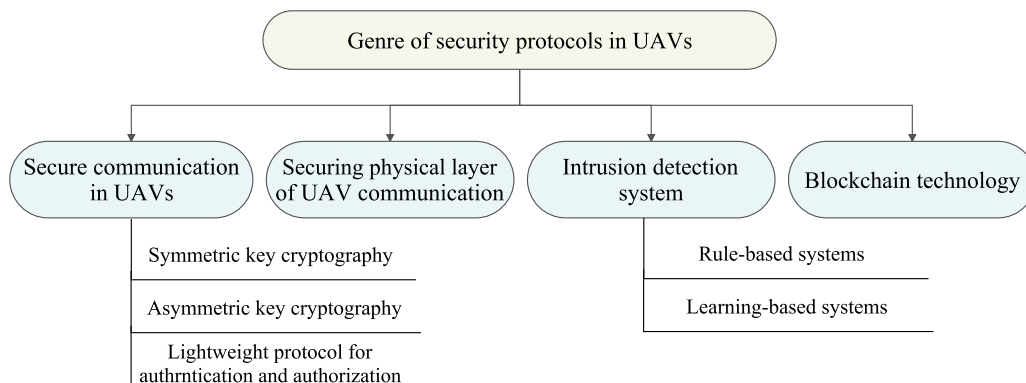 Genre of security protocols in UAVs
Secure communication
in UAVs
Securing physical layer
of UAV communication
Intrusion detection
system
Blockchain technology
Symmetric key cryptography
Asymmetric key cryptography
Lightweight protocol for
authrntication and authorization
Rule-based systems
Learning-based systems